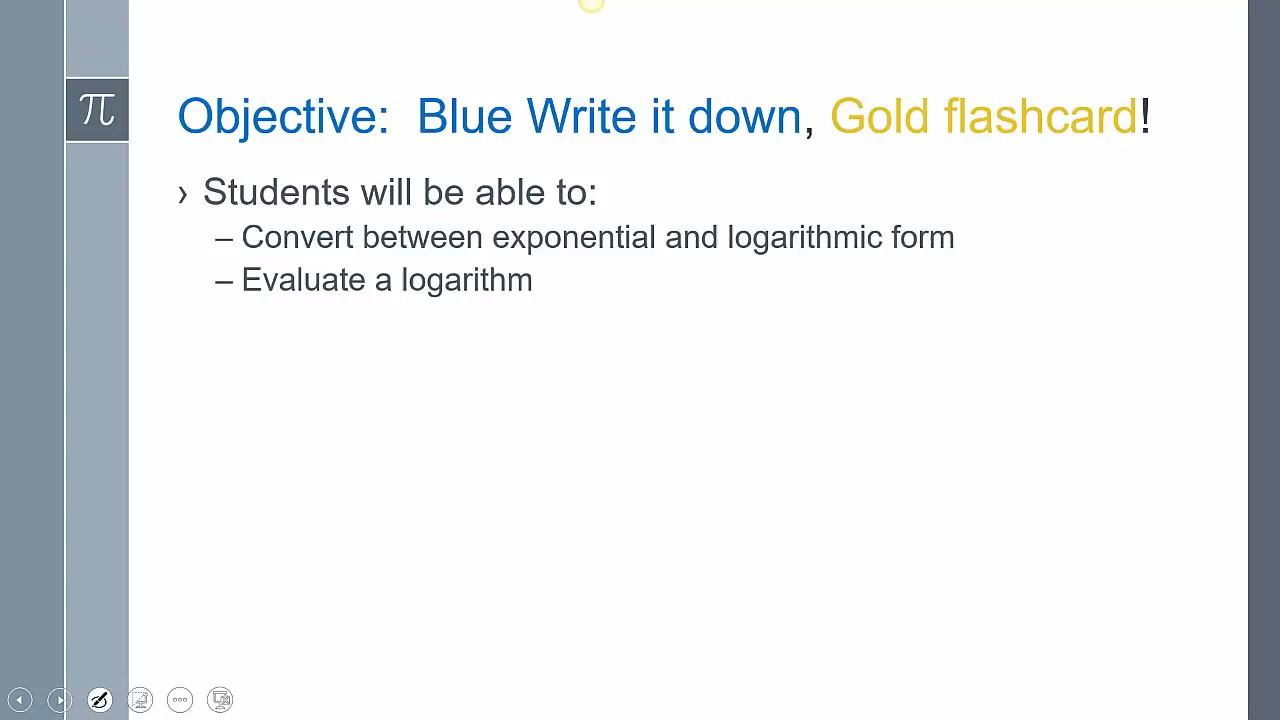 π
Objective:  Blue Write it down, Gold flashcard!
› Students will be able to:
– Convert between exponential and logarithmic form
– Evaluate a logarithm